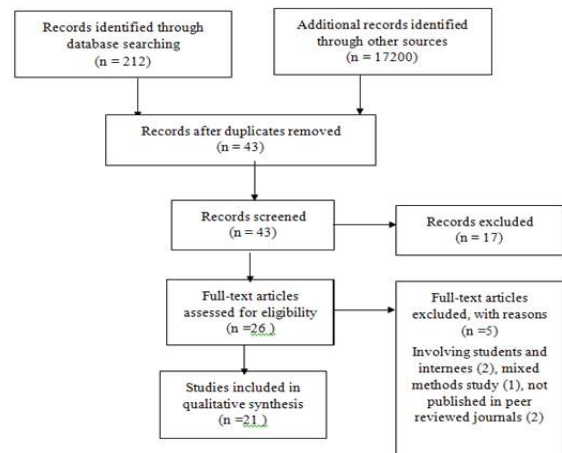 Records identified through
database searching
(n = 212)
Additional records identified
through other sources
(n = 17200)
Records after duplicates removed
(n = 43)
Records screened
(n = 43)
Records excluded
(n = 17)
Full-text articles
assessed for eligibility
(n =26 )
Full-text articles
excluded, with reasons
(n =5)
Involving students and
internees (2), mixed
methods study (1), not
published in peer
reviewed journals (2)
Studies included in
qualitative synthesis
(n =21 )